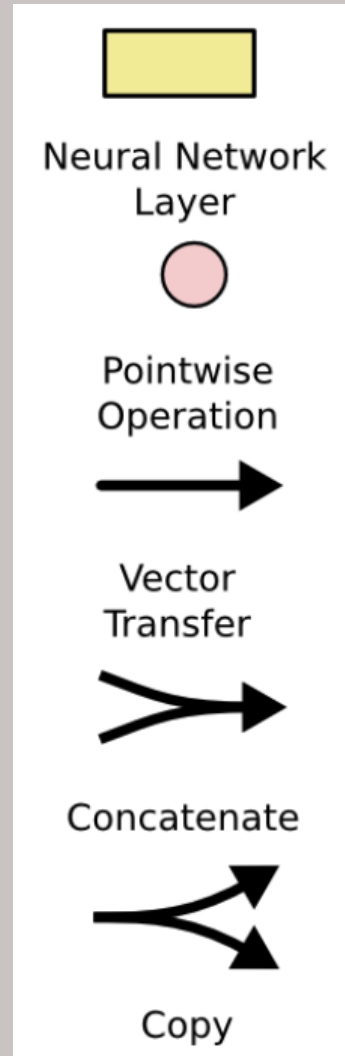 Neural Network
Layer
Pointwise
Operation
Vector
Transfer
Concatenate
Copy